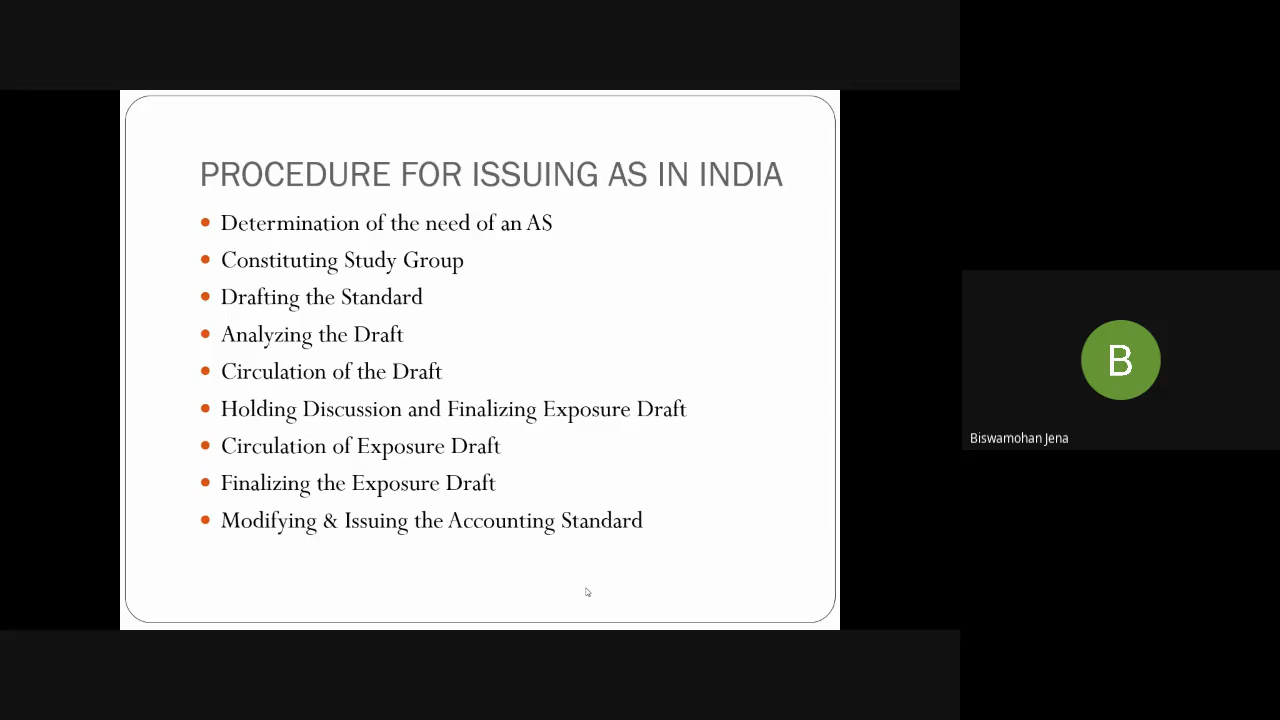 PROCEDURE FOR ISSUING AS IN INDIA
• Determination of the need of an AS
• Constituting Study Group
• Drafting the Standard
• Analyzing the Draft
• Circulation of the Draft
• Holding Discussion and Finalizing Exposure Draft
• Circulation of Exposure Draft
• Finalizing the Exposure Draft
• Modifying & Issuing the Accounting Standard
B
Biswamohan Jena